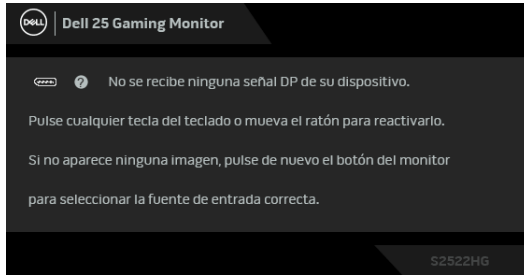 DELL
Dell 25 Gaming Monitor
No se recibe ninguna señal DP de su dispositivo.
Pulse cualquier tecla del teclado o mueva el ratón para reactivarlo.
Si no aparece ninguna imagen, pulse de nuevo el botón del monitor
para seleccionar la fuente de entrada correcta.
S2522HG